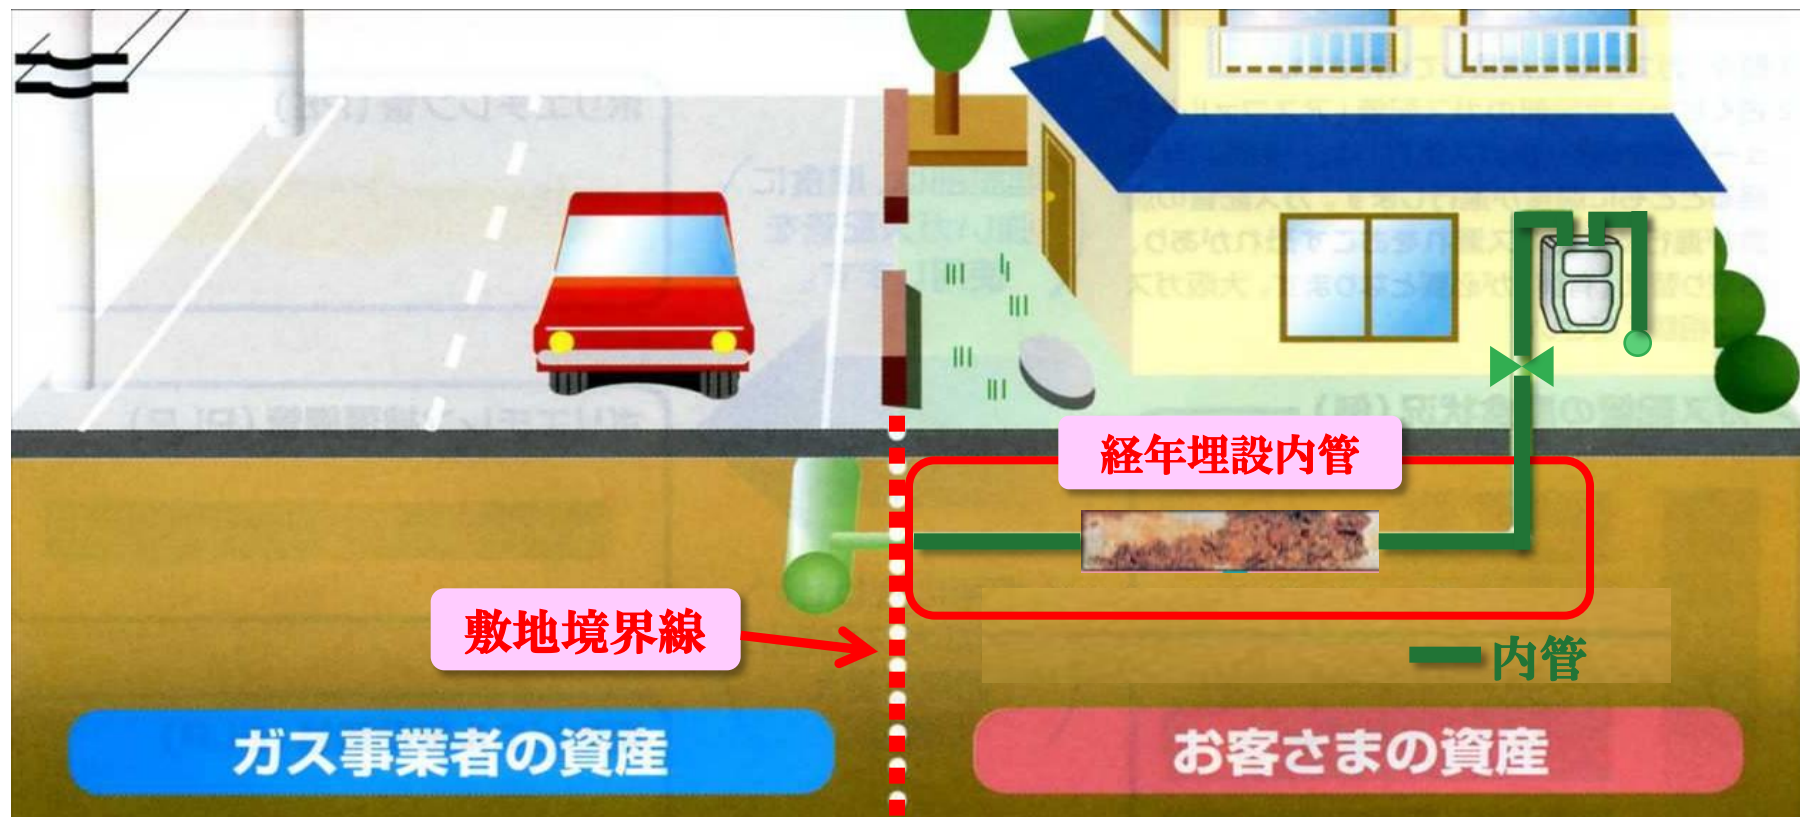 経年埋設内管
敷地境界線
内管
ガス事業者の資産
お客さまの資産